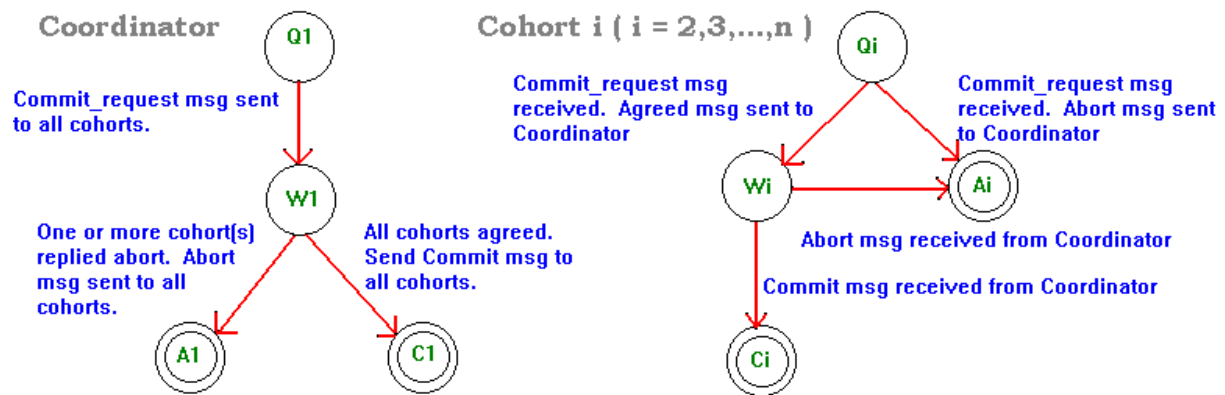 Coordinator
Q1
Commit_request msg sent
to all cohorts.
W1
One or more cohort(s)
replied abort.  Abort
msg sent to all
cohorts.
All cohorts agreed.
Send Commit msg to
all cohorts.
A1
C1
Cohort i ( i = 2,3,...,n )
Qi
Commit_request msg
received.  Agreed msg sent to
Coordinator
Commit_request msg
received.  Abort msg sent
to Coordinator
Wi
Ai
Abort msg received from Coordinator
Commit msg received from Coordinator
Ci